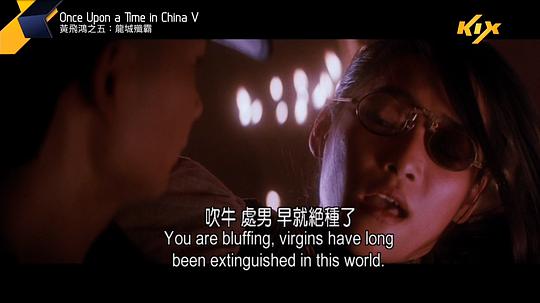 Once Upon a Time in China V
黃飛鴻之五：龍城殲霸
KIX
吹牛 處男 早就絕種了
You are bluffing, virgins have long
been extinguished in this world.